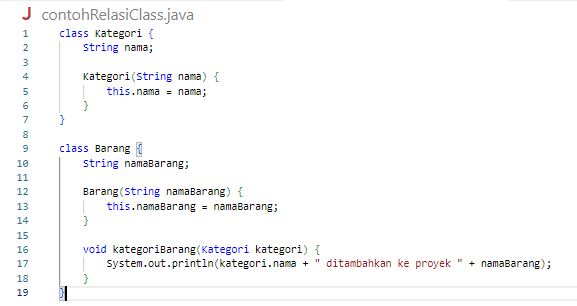 J contohRelasiClass.java
1 class Kategori {
2 String nama;
3
4 Kategori(String nama) {
5 this.nama = nama;
6 }
7 }
8
9 class Barang {
10 String namaBarang;
11
12 Barang(String namaBarang) {
13 this.namaBarang = namaBarang;
14 }
15
16 void kategoriBarang(Kategori kategori) {
17 System.out.println(kategori.nama + " ditambahkan ke proyek " + namaBarang);
18 }
19 }